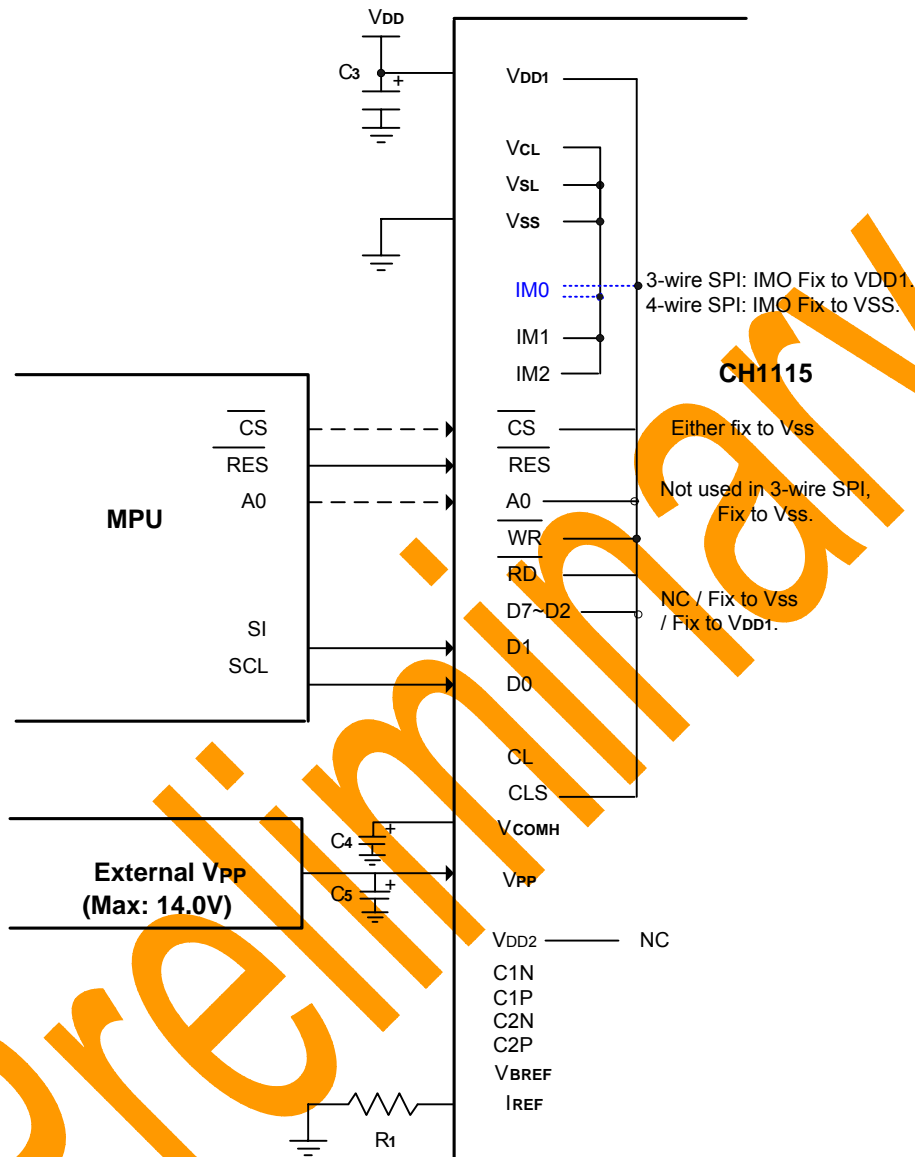 VDD
C3
+
VDD1
VCL
VSL
VSS
IM0
3-wire SPI: IMO Fix to VDD1.
4-wire SPI: IMO Fix to VSS.
IM1
IM2
CH1115
CS
CS
Either fix to Vss
RES
RES
A0
A0
Not used in 3-wire SPI,
Fix to Vss.
MPU
WR
RD
D7~D2
NC / Fix to Vss
/ Fix to VDD1.
SI
D1
SCL
D0
CL
CLS
VCOMH
C4
+
External VPP
(Max: 14.0V)
C5
+
VPP
VDD2
NC
C1N
C1P
C2N
C2P
VBREF
IREF
R1
Preliminary